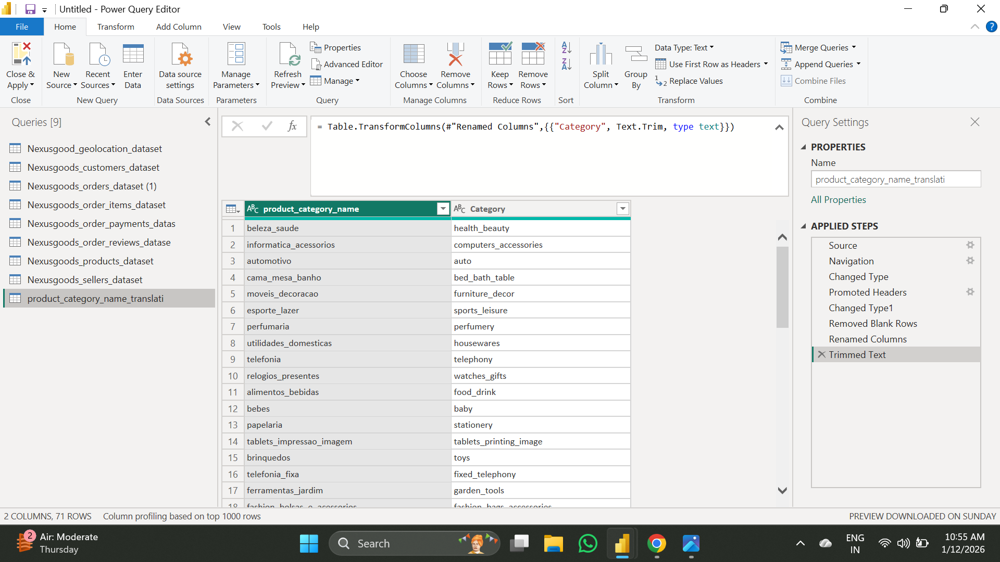 Untitled - Power Query Editor
File
Home
Transform
Add Column
View
Tools
Help
Close & Apply
New Source
Recent Sources
Enter Data
Data source settings
Manage Parameters
Refresh Preview
Properties
Advanced Editor
Manage
Choose Columns
Remove Columns
Keep Rows
Remove Rows
Split Column
Group By
Data Type: Text
Use First Row as Headers
Replace Values
Merge Queries
Append Queries
Combine Files
Close
New Query
Data Sources
Parameters
Query
Manage Columns
Reduce Rows
Sort
Transform
Combine
Queries [9]
Nexusgood_geolocation_dataset
Nexusgoods_customers_dataset
Nexusgoods_orders_dataset (1)
Nexusgoods_order_items_dataset
Nexusgoods_order_payments_datas
Nexusgoods_order_reviews_datase
Nexusgoods_products_dataset
Nexusgoods_sellers_dataset
product_category_name_translati
fx
= Table.TransformColumns(#"Renamed Columns",{{"Category", Text.Trim, type text}})
ABC product_category_name ABC Category
1 beleza_saude health_beauty
2 informatica_acessorios computers_accessories
3 automotivo auto
4 cama_mesa_banho bed_bath_table
5 moveis_decoracao furniture_decor
6 esporte_lazer sports_leisure
7 perfumaria perfumery
8 utilidades_domesticas housewares
9 telefonia telephony
10 relogios_presentes watches_gifts
11 alimentos_bebidas food_drink
12 bebes baby
13 papelaria stationery
14 tablets_impressao_imagem tablets_printing_image
15 brinquedos toys
16 telefonia_fixa fixed_telephony
17 ferramentas_jardim garden_tools
18 fashion_bolsas_e_acessorios fashion_bags_accessories
Query Settings
PROPERTIES
Name
product_category_name_translati
All Properties
APPLIED STEPS
Source
Navigation
Changed Type
Promoted Headers
Changed Type1
Removed Blank Rows
Renamed Columns
Trimmed Text
2 COLUMNS, 71 ROWS
Column profiling based on top 1000 rows
PREVIEW DOWNLOADED ON SUNDAY
2
Air: Moderate
Thursday
Search
ENG
IN
10:55 AM
1/12/2026